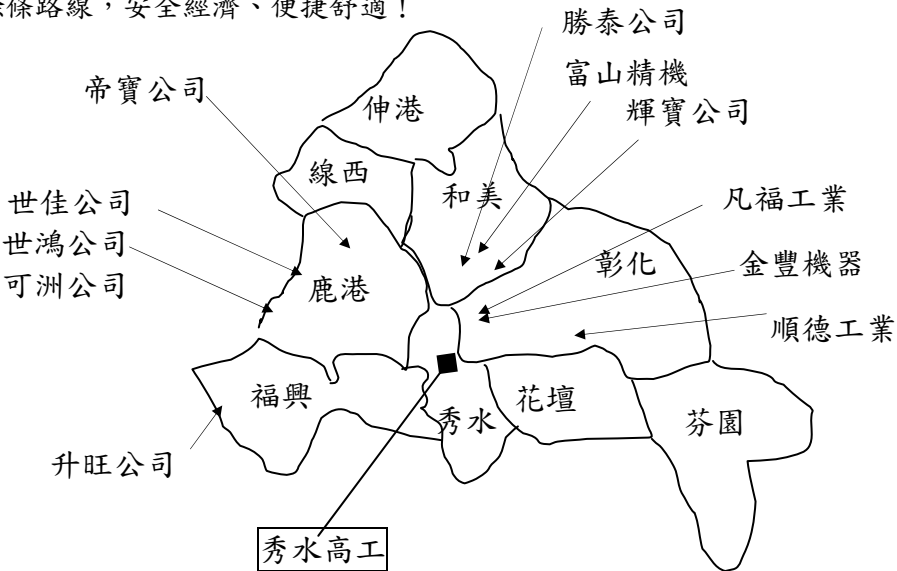 條路線，安全經濟、便捷舒適！
勝泰公司
富山精機
輝寶公司
帝寶公司
伸港
線西
和美
世佳公司
世鴻公司
可洲公司
凡福工業
金豐機器
順德工業
彰化
鹿港
福興
秀水
花壇
芬園
升旺公司
秀水高工